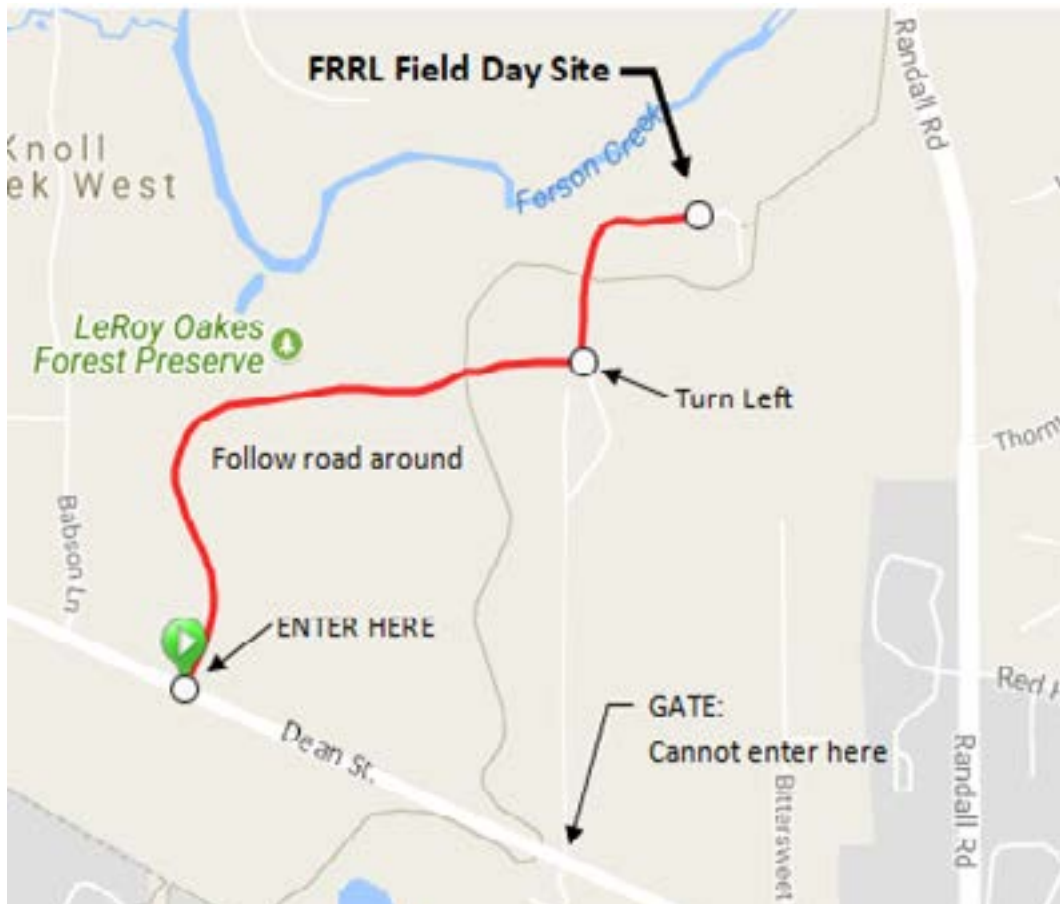 Randall Rd
FRRL Field Day Site
Knoll
ek West
Ferson Creek
LeRoy Oakes
Forest Preserve
Turn Left
Thorn
Follow road around
Babson Ln
ENTER HERE
Red
GATE:
Cannot enter here
Dean St.
Bittersweet
Randall Rd